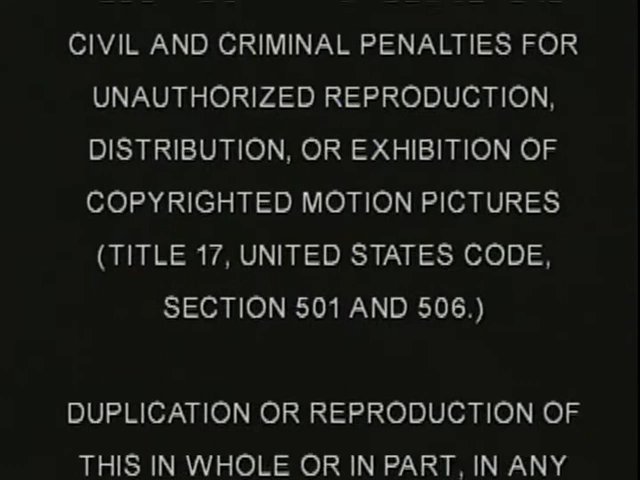 CIVIL AND CRIMINAL PENALTIES FOR
UNAUTHORIZED REPRODUCTION,
DISTRIBUTION, OR EXHIBITION OF
COPYRIGHTED MOTION PICTURES
(TITLE 17, UNITED STATES CODE,
SECTION 501 AND 506.)
DUPLICATION OR REPRODUCTION OF
THIS IN WHOLE OR IN PART, IN ANY